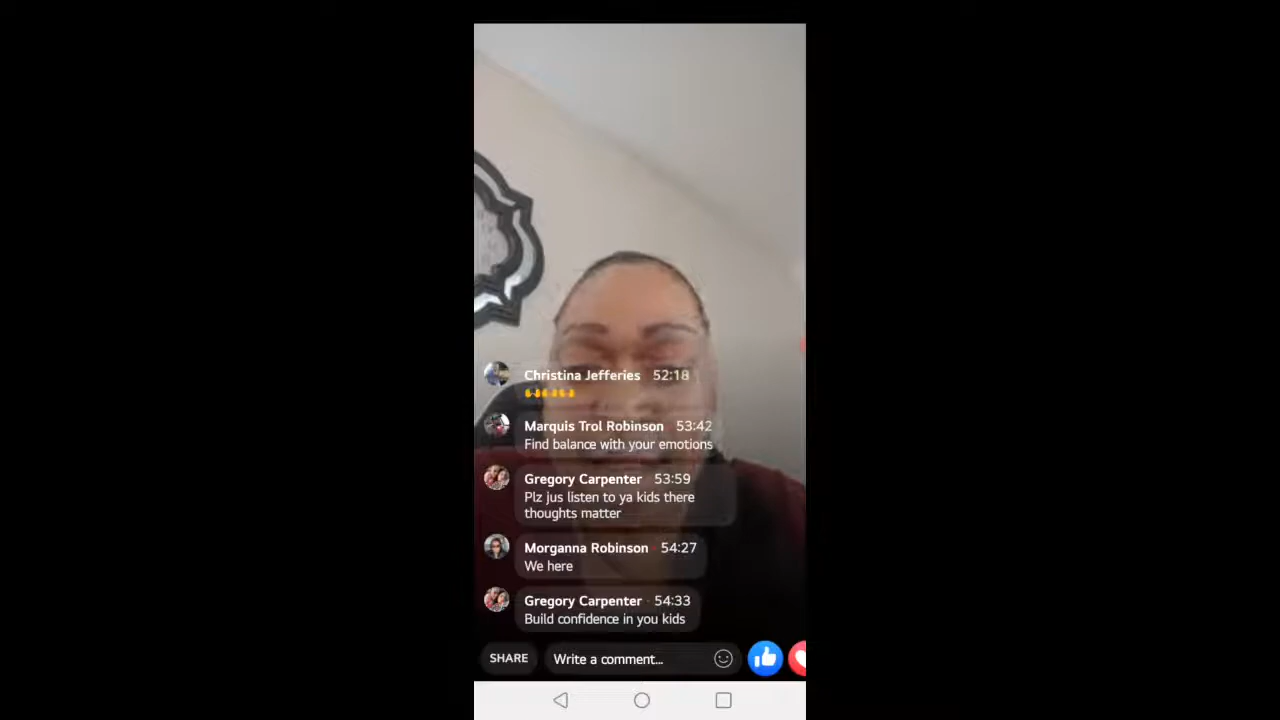 Christina Jefferies 52:18
🙌🙌🙌🙌
Marquis Trol Robinson 53:42
Find balance with your emotions
Gregory Carpenter 53:59
Plz jus listen to ya kids there
thoughts matter
Morganna Robinson 54:27
We here
Gregory Carpenter · 54:33
Build confidence in you kids
SHARE Write a comment...